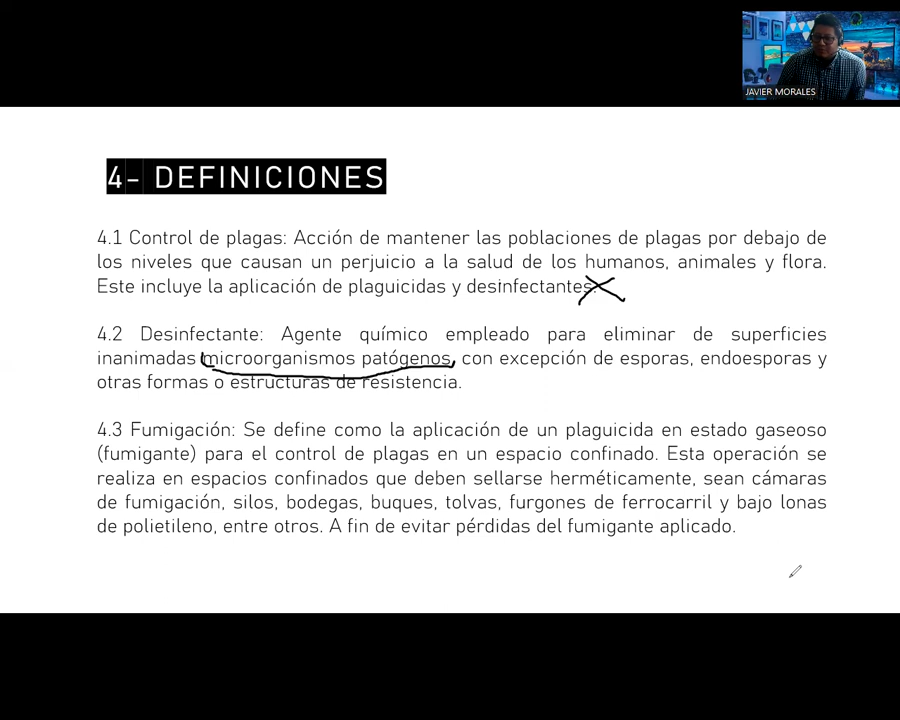 JAVIER MORALES
4- DEFINICIONES
4.1 Control de plagas: Acción de mantener las poblaciones de plagas por debajo de
los niveles que causan un perjuicio a la salud de los humanos, animales y flora.
Este incluye la aplicación de plaguicidas y desinfectantes.
4.2 Desinfectante: Agente químico empleado para eliminar de superficies
inanimadas microorganismos patógenos, con excepción de esporas, endoesporas y
otras formas o estructuras de resistencia.
4.3 Fumigación: Se define como la aplicación de un plaguicida en estado gaseoso
(fumigante) para el control de plagas en un espacio confinado. Esta operación se
realiza en espacios confinados que deben sellarse herméticamente, sean cámaras
de fumigación, silos, bodegas, buques, tolvas, furgones de ferrocarril y bajo lonas
de polietileno, entre otros. A fin de evitar pérdidas del fumigante aplicado.